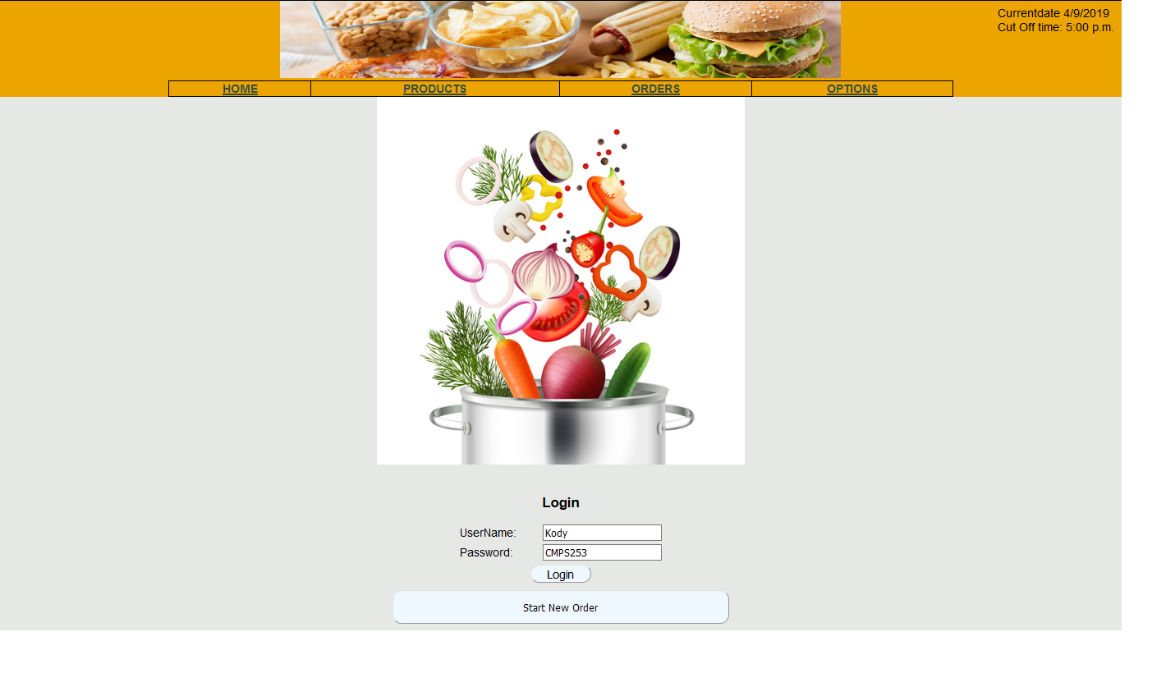 Currentdate 4/9/2019
Cut Off time: 5:00 p.m.
HOME PRODUCTS ORDERS OPTIONS
Login
UserName: Kody
Password: CMPS253
Login
Start New Order